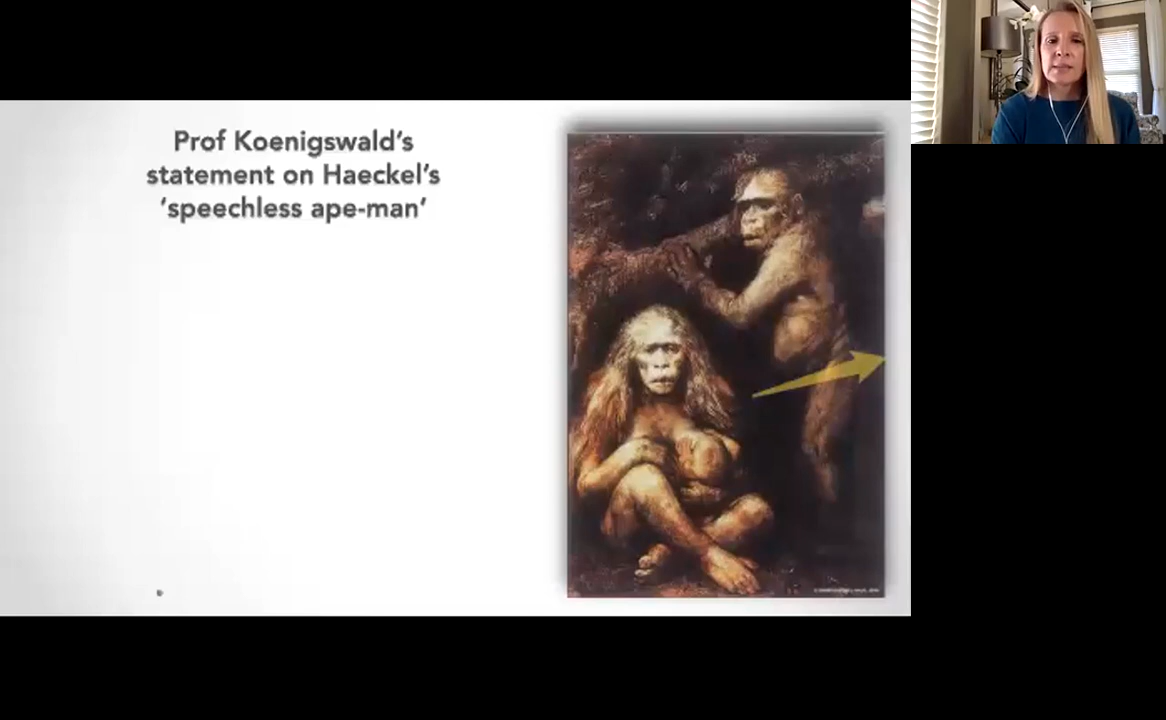 Prof Koenigswald's
statement on Haeckel's
'speechless ape-man'